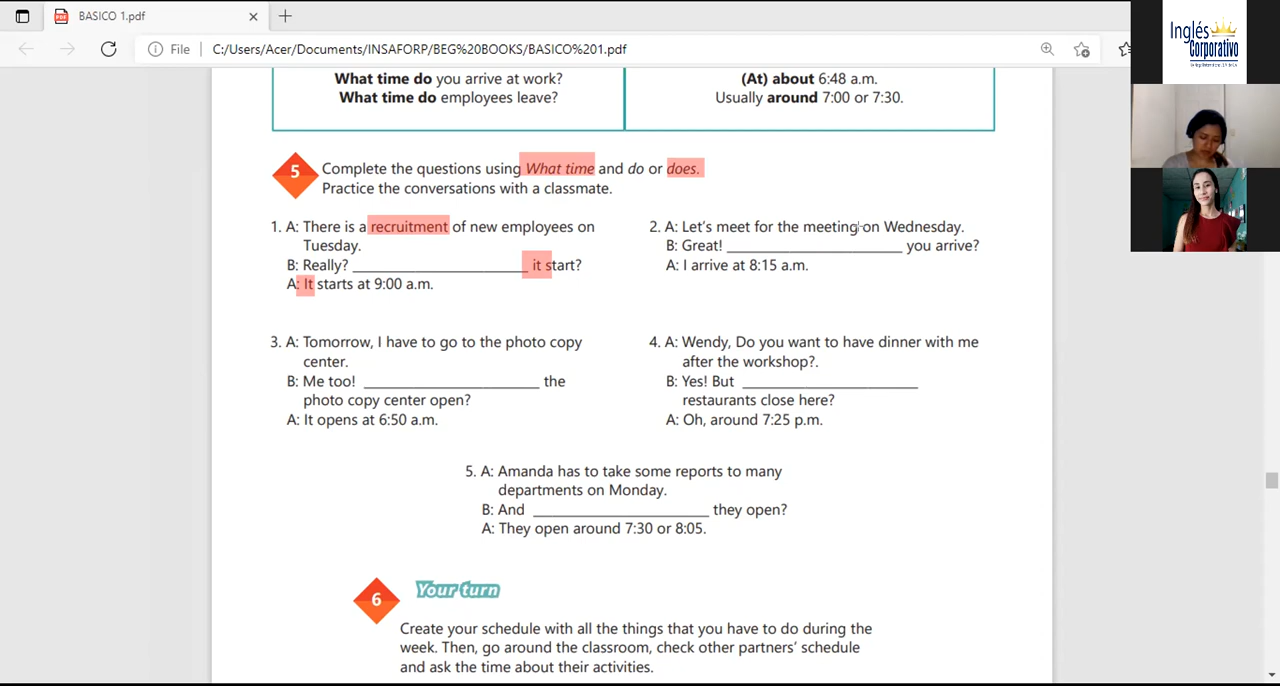 BASICO 1.pdf
File C:/Users/Acer/Documents/INSAFORP/BEG%20BOOKS/BASICO%201.pdf
Inglés
Corporativo
What time do you arrive at work?
What time do employees leave?
(At) about 6:48 a.m.
Usually around 7:00 or 7:30.
5
Complete the questions using What time and do or does.
Practice the conversations with a classmate.
1. A: There is a recruitment of new employees on
Tuesday.
B: Really? ______________________ it start?
A: It starts at 9:00 a.m.
2. A: Let's meet for the meeting on Wednesday.
B: Great! ______________________ you arrive?
A: I arrive at 8:15 a.m.
3. A: Tomorrow, I have to go to the photo copy
center.
B: Me too! ______________________ the
photo copy center open?
A: It opens at 6:50 a.m.
4. A: Wendy, Do you want to have dinner with me
after the workshop?.
B: Yes! But ______________________
restaurants close here?
A: Oh, around 7:25 p.m.
5. A: Amanda has to take some reports to many
departments on Monday.
B: And ______________________ they open?
A: They open around 7:30 or 8:05.
6
Your turn
Create your schedule with all the things that you have to do during the
week. Then, go around the classroom, check other partners' schedule
and ask the time about their activities.